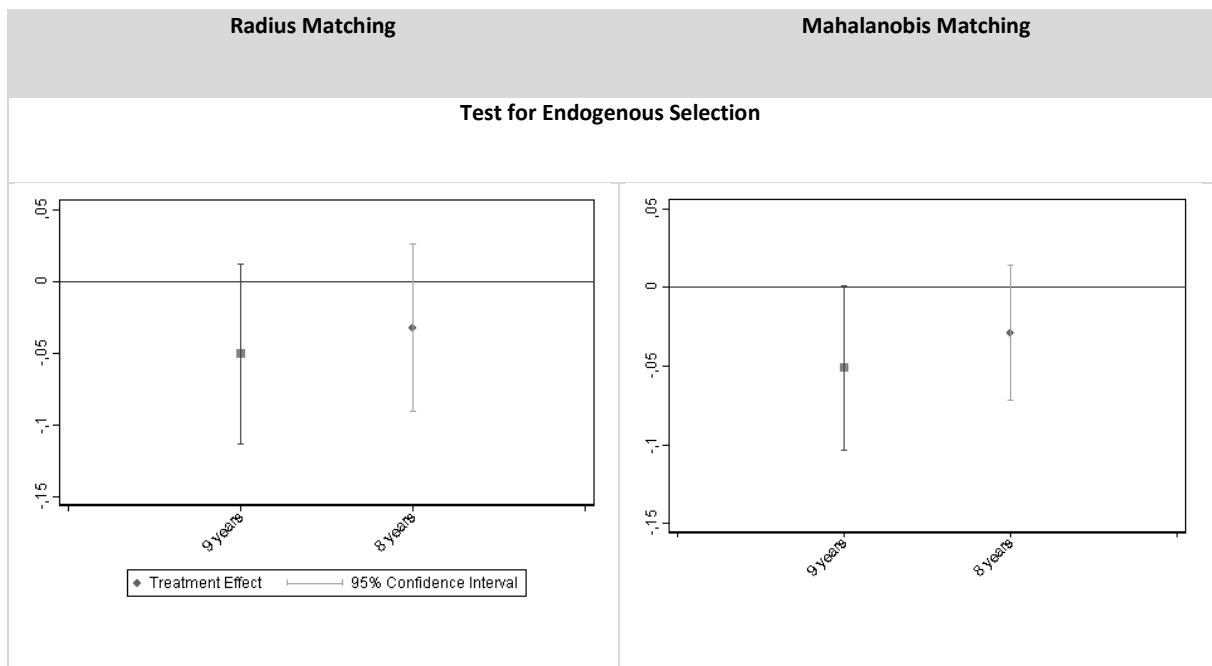 Radius Matching
Mahalanobis Matching
Test for Endogenous Selection
,05
0
-,05
-,1
-,15
9 years
8 years
Treatment Effect
95% Confidence Interval
,05
0
-,05
-,1
-,15
9 years
8 years